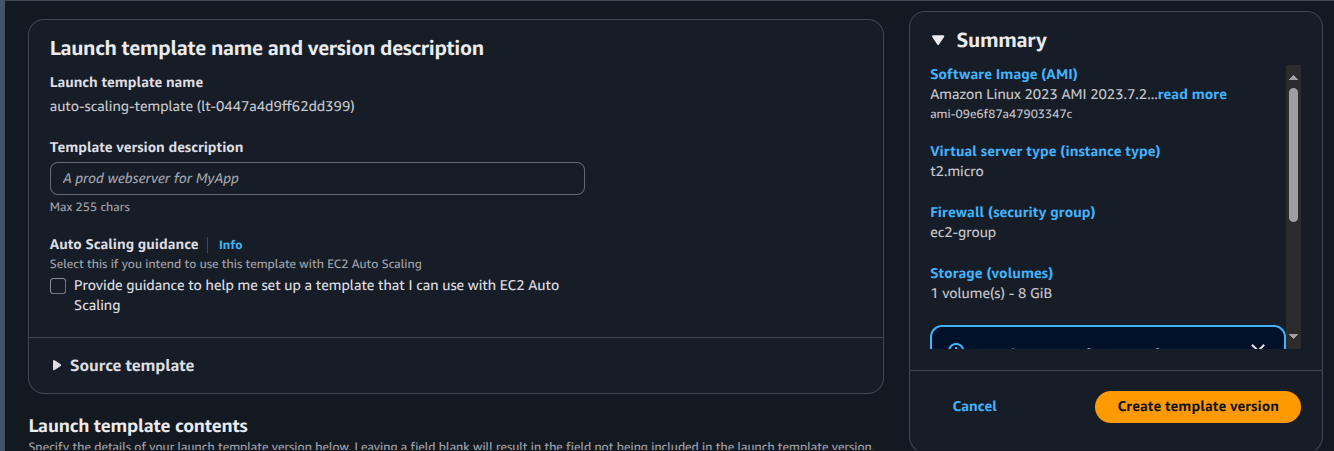 Launch template name and version description
Launch template name
auto-scaling-template (lt-0447a4d9ff62dd399)
Template version description
A prod webserver for MyApp
Max 255 chars
Auto Scaling guidance
Info
Select this if you intend to use this template with EC2 Auto Scaling
Provide guidance to help me set up a template that I can use with EC2 Auto
Scaling
Source template
Launch template contents
Specify the details of your launch template version below. Leaving a field blank will result in the field not being included in the launch template version.
Summary
Software Image (AMI)
Amazon Linux 2023 AMI 2023.7.2...read more
ami-09e6f87a47903347c
Virtual server type (instance type)
t2.micro
Firewall (security group)
ec2-group
Storage (volumes)
1 volume(s) - 8 GiB
Cancel
Create template version